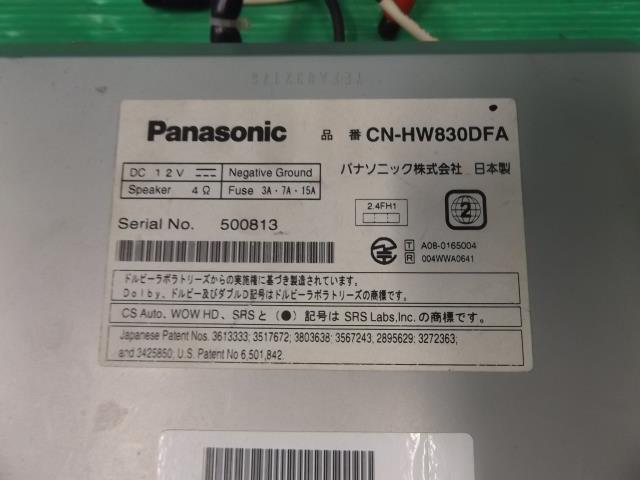 Panasonic 品番 CN-HW830DFA
DC 12V Negative Ground
Speaker 4Ω Fuse 3A・7A・15A
パナソニック株式会社 日本製
Serial No. 500813
2.4FH1
2
T A08-0165004
R 004WWA0641
ドルビーラボラトリーズからの実施権に基づき製造されています。
Dolby、ドルビー及びダブルD記号はドルビーラボラトリーズの商標です。
CS Auto、WOW HD、SRSと(●)記号はSRS Labs,Inc.の商標です。
Japanese Patent Nos. 3613333; 3517672; 3803638; 3567243; 2895629; 3272363;
and 3425850; U.S. Patent No 6,501,842.